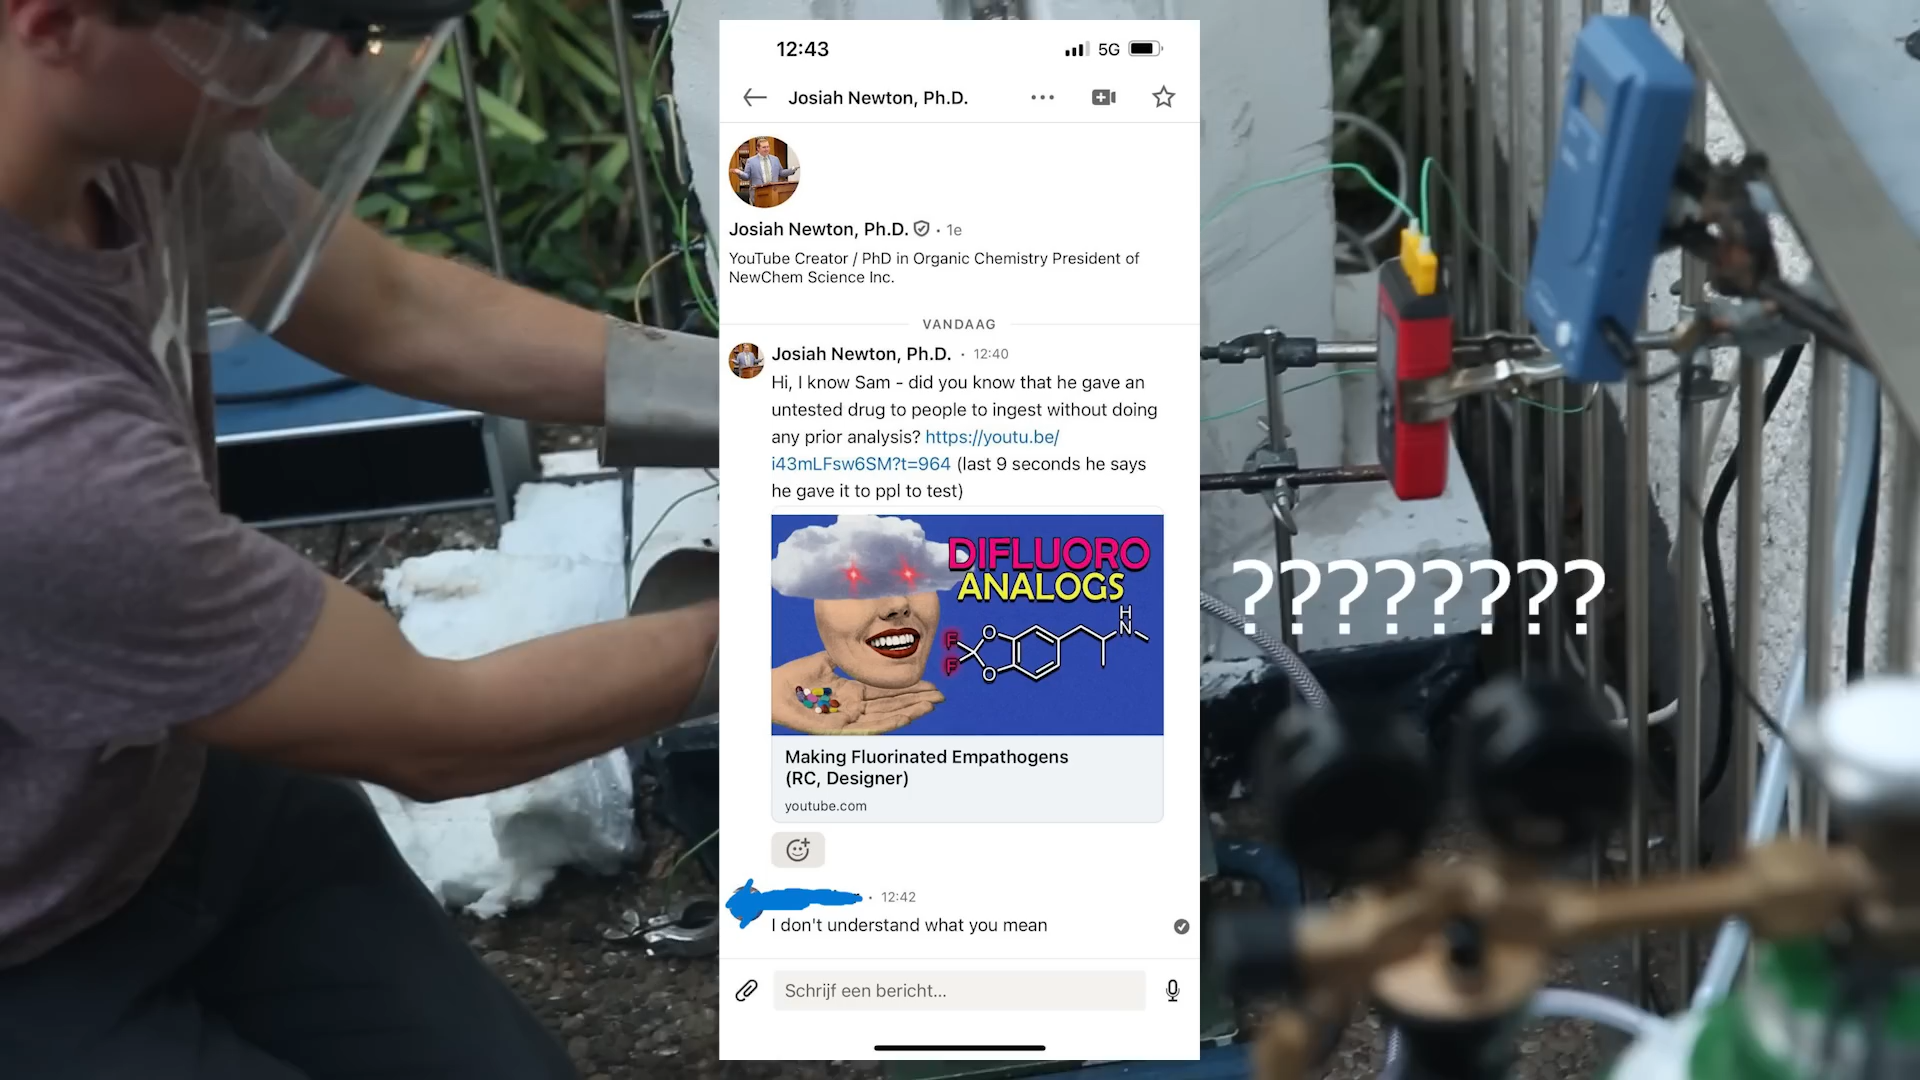 12:43
5G
Josiah Newton, Ph.D.
Josiah Newton, Ph.D. · 1e
YouTube Creator / PhD in Organic Chemistry President of
NewChem Science Inc.
VANDAAG
Josiah Newton, Ph.D. · 12:40
Hi, I know Sam - did you know that he gave an
untested drug to people to ingest without doing
any prior analysis? https://youtu.be/
i43mLFsw6SM?t=964 (last 9 seconds he says
he gave it to ppl to test)
DIFLUORO
ANALOGS
H
N
F
O
F
O
????????
Making Fluorinated Empathogens
(RC, Designer)
youtube.com
· 12:42
I don't understand what you mean
Schrijf een bericht...